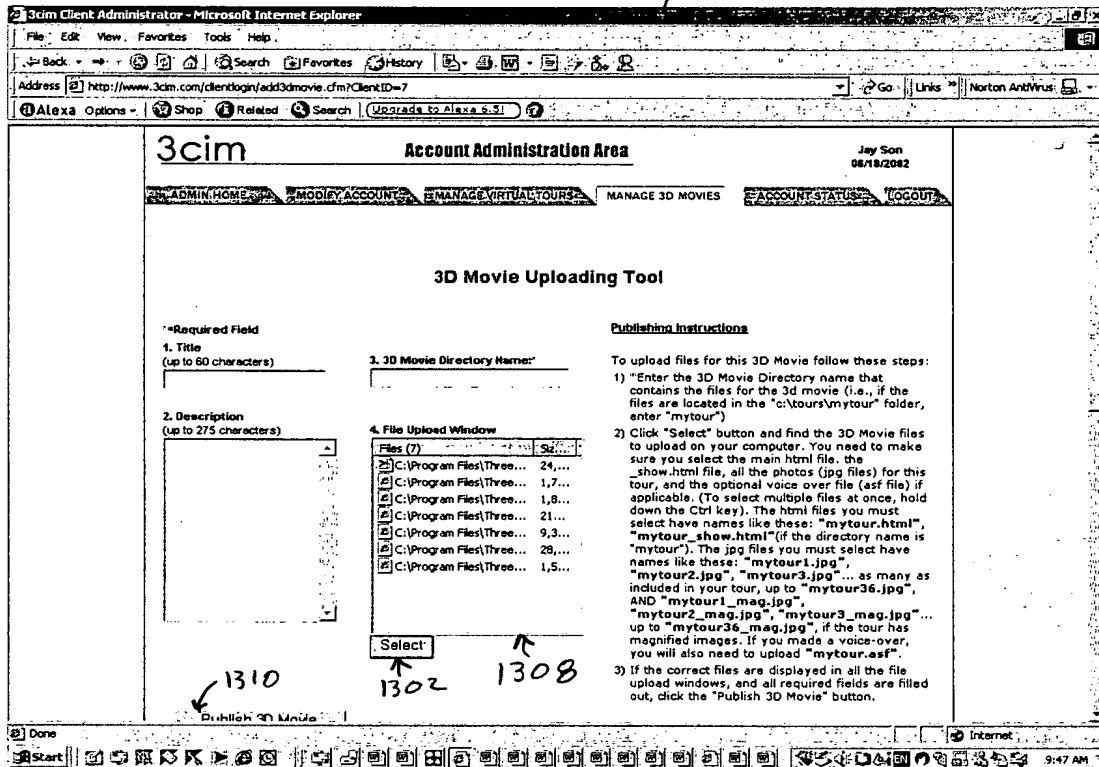 3cim Client Administrator - Microsoft Internet Explorer
File Edit View Favorites Tools Help
Back Search Favorites History
Address http://www.3cim.com/clientlogin/add3dmovie.cfm?ClientID=7 Go Links Norton AntiVirus
Alexa Options Shop Related Search (Upgrade to Alexa 6.5!)
3cim Account Administration Area Jay Son
06/18/2002
ADMIN HOME MODIFY ACCOUNT MANAGE VIRTUAL TOURS MANAGE 3D MOVIES ACCOUNT STATUS LOGOUT
3D Movie Uploading Tool
*=Required Field
1. Title
(up to 60 characters)
2. Description
(up to 275 characters)
3. 3D Movie Directory Name:*
4. File Upload Window
Files (7) Siz...
C:\Program Files\Three... 24,...
C:\Program Files\Three... 1,7...
C:\Program Files\Three... 1,8...
C:\Program Files\Three... 21...
C:\Program Files\Three... 9,3...
C:\Program Files\Three... 28,...
C:\Program Files\Three... 1,5...
Select
1302
1308
1310
Publish 3D Movie
Publishing Instructions
To upload files for this 3D Movie follow these steps:
1) "Enter the 3D Movie Directory name that
contains the files for the 3d movie (i.e., if the
files are located in the "c:\tours\mytour" folder,
enter "mytour")
2) Click "Select" button and find the 3D Movie files
to upload on your computer. You need to make
sure you select the main html file, the
_show.html file, all the photos (jpg files) for this
tour, and the optional voice over file (asf file) if
applicable. (To select multiple files at once, hold
down the Ctrl key). The html files you must
select have names like these: "mytour.html",
"mytour_show.html"(if the directory name is
"mytour"). The jpg files you must select have
names like these: "mytour1.jpg",
"mytour2.jpg", "mytour3.jpg"... as many as
included in your tour, up to "mytour36.jpg",
AND "mytour1_mag.jpg",
"mytour2_mag.jpg", "mytour3_mag.jpg"...
up to "mytour36_mag.jpg", if the tour has
magnified images. If you made a voice-over,
you will also need to upload "mytour.asf".
3) If the correct files are displayed in all the file
upload windows, and all required fields are filled
out, click the "Publish 3D Movie" button.
Done Internet
Start EN 9:47 AM